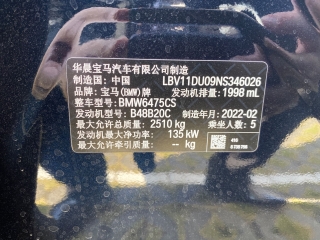 华晨宝马汽车有限公司制造
制造国：中国 LBV11DU09NS346026
品牌：宝马(BMW)牌 发动机排量：1998 mL
整车型号：BMW6475CS
发动机型号：B48B20C 制造年月：2022-02
最大允许总质量：2510 kg 乘坐人数：5
发动机最大净功率：135 kW
最大允许牵引质量：-- kg